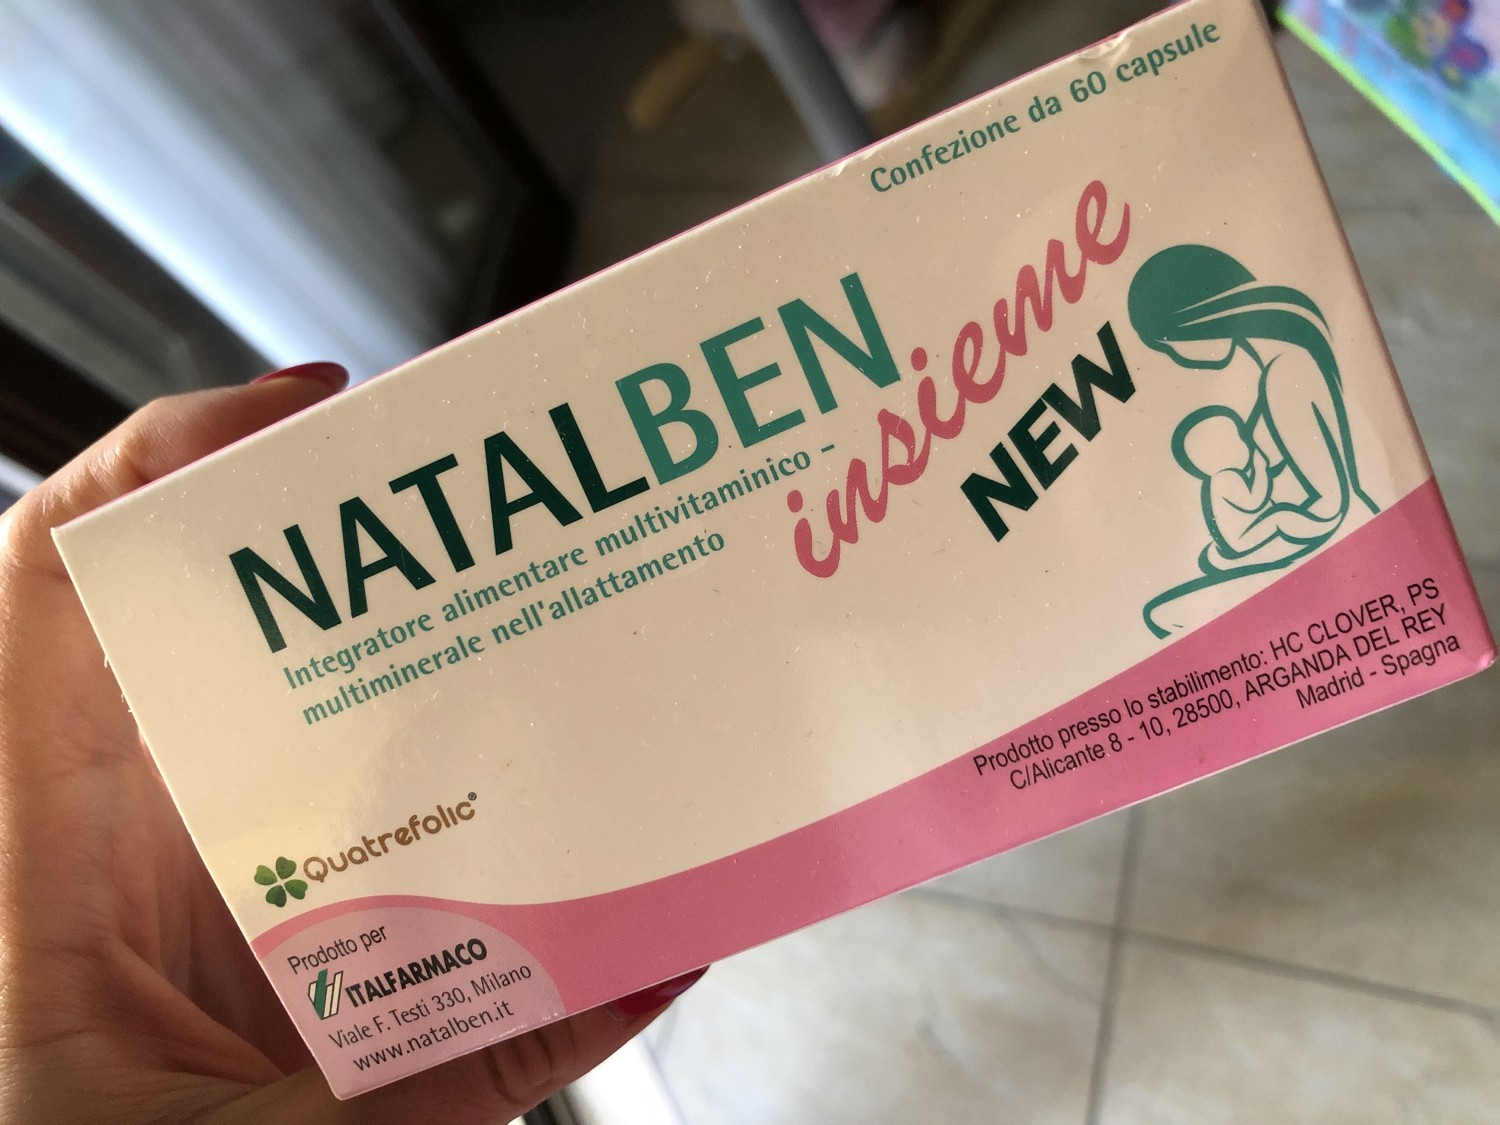 Confezione da 60 capsule
NATALBEN
insieme
NEW
Integratore alimentare multivitaminico -
multiminerale nell'allattamento
Quatrefolic®
Prodotto presso lo stabilimento: HC CLOVER, PS
C/Alicante 8 - 10, 28500, ARGANDA DEL REY
Madrid - Spagna
Prodotto per
ITALFARMACO
Viale F. Testi 330, Milano
www.natalben.it